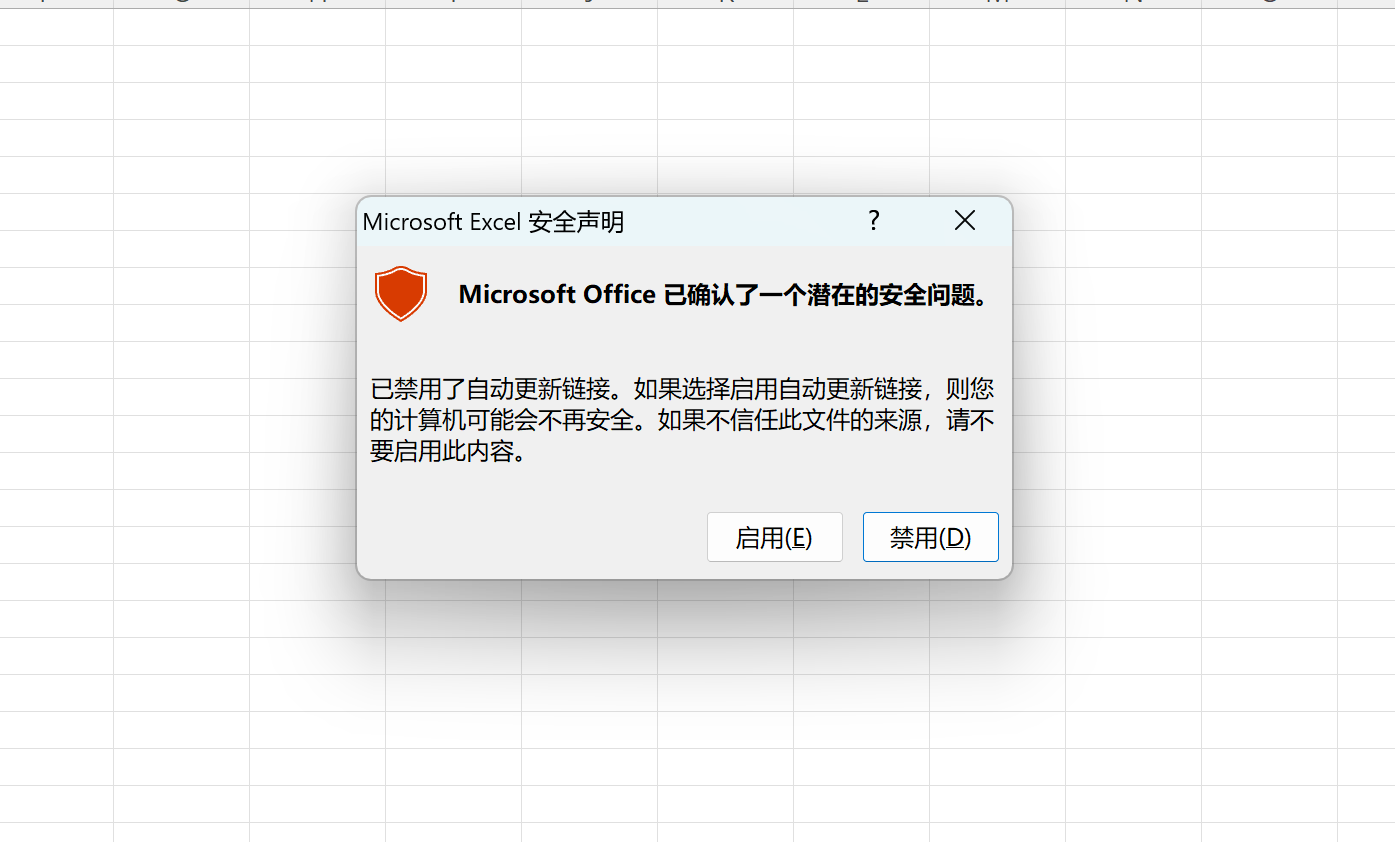 Microsoft Excel 安全声明
?
Microsoft Office 已确认了一个潜在的安全问题。
已禁用了自动更新链接。如果选择启用自动更新链接，则您
的计算机可能会不再安全。如果不信任此文件的来源，请不
要启用此内容。
启用(E)
禁用(D)